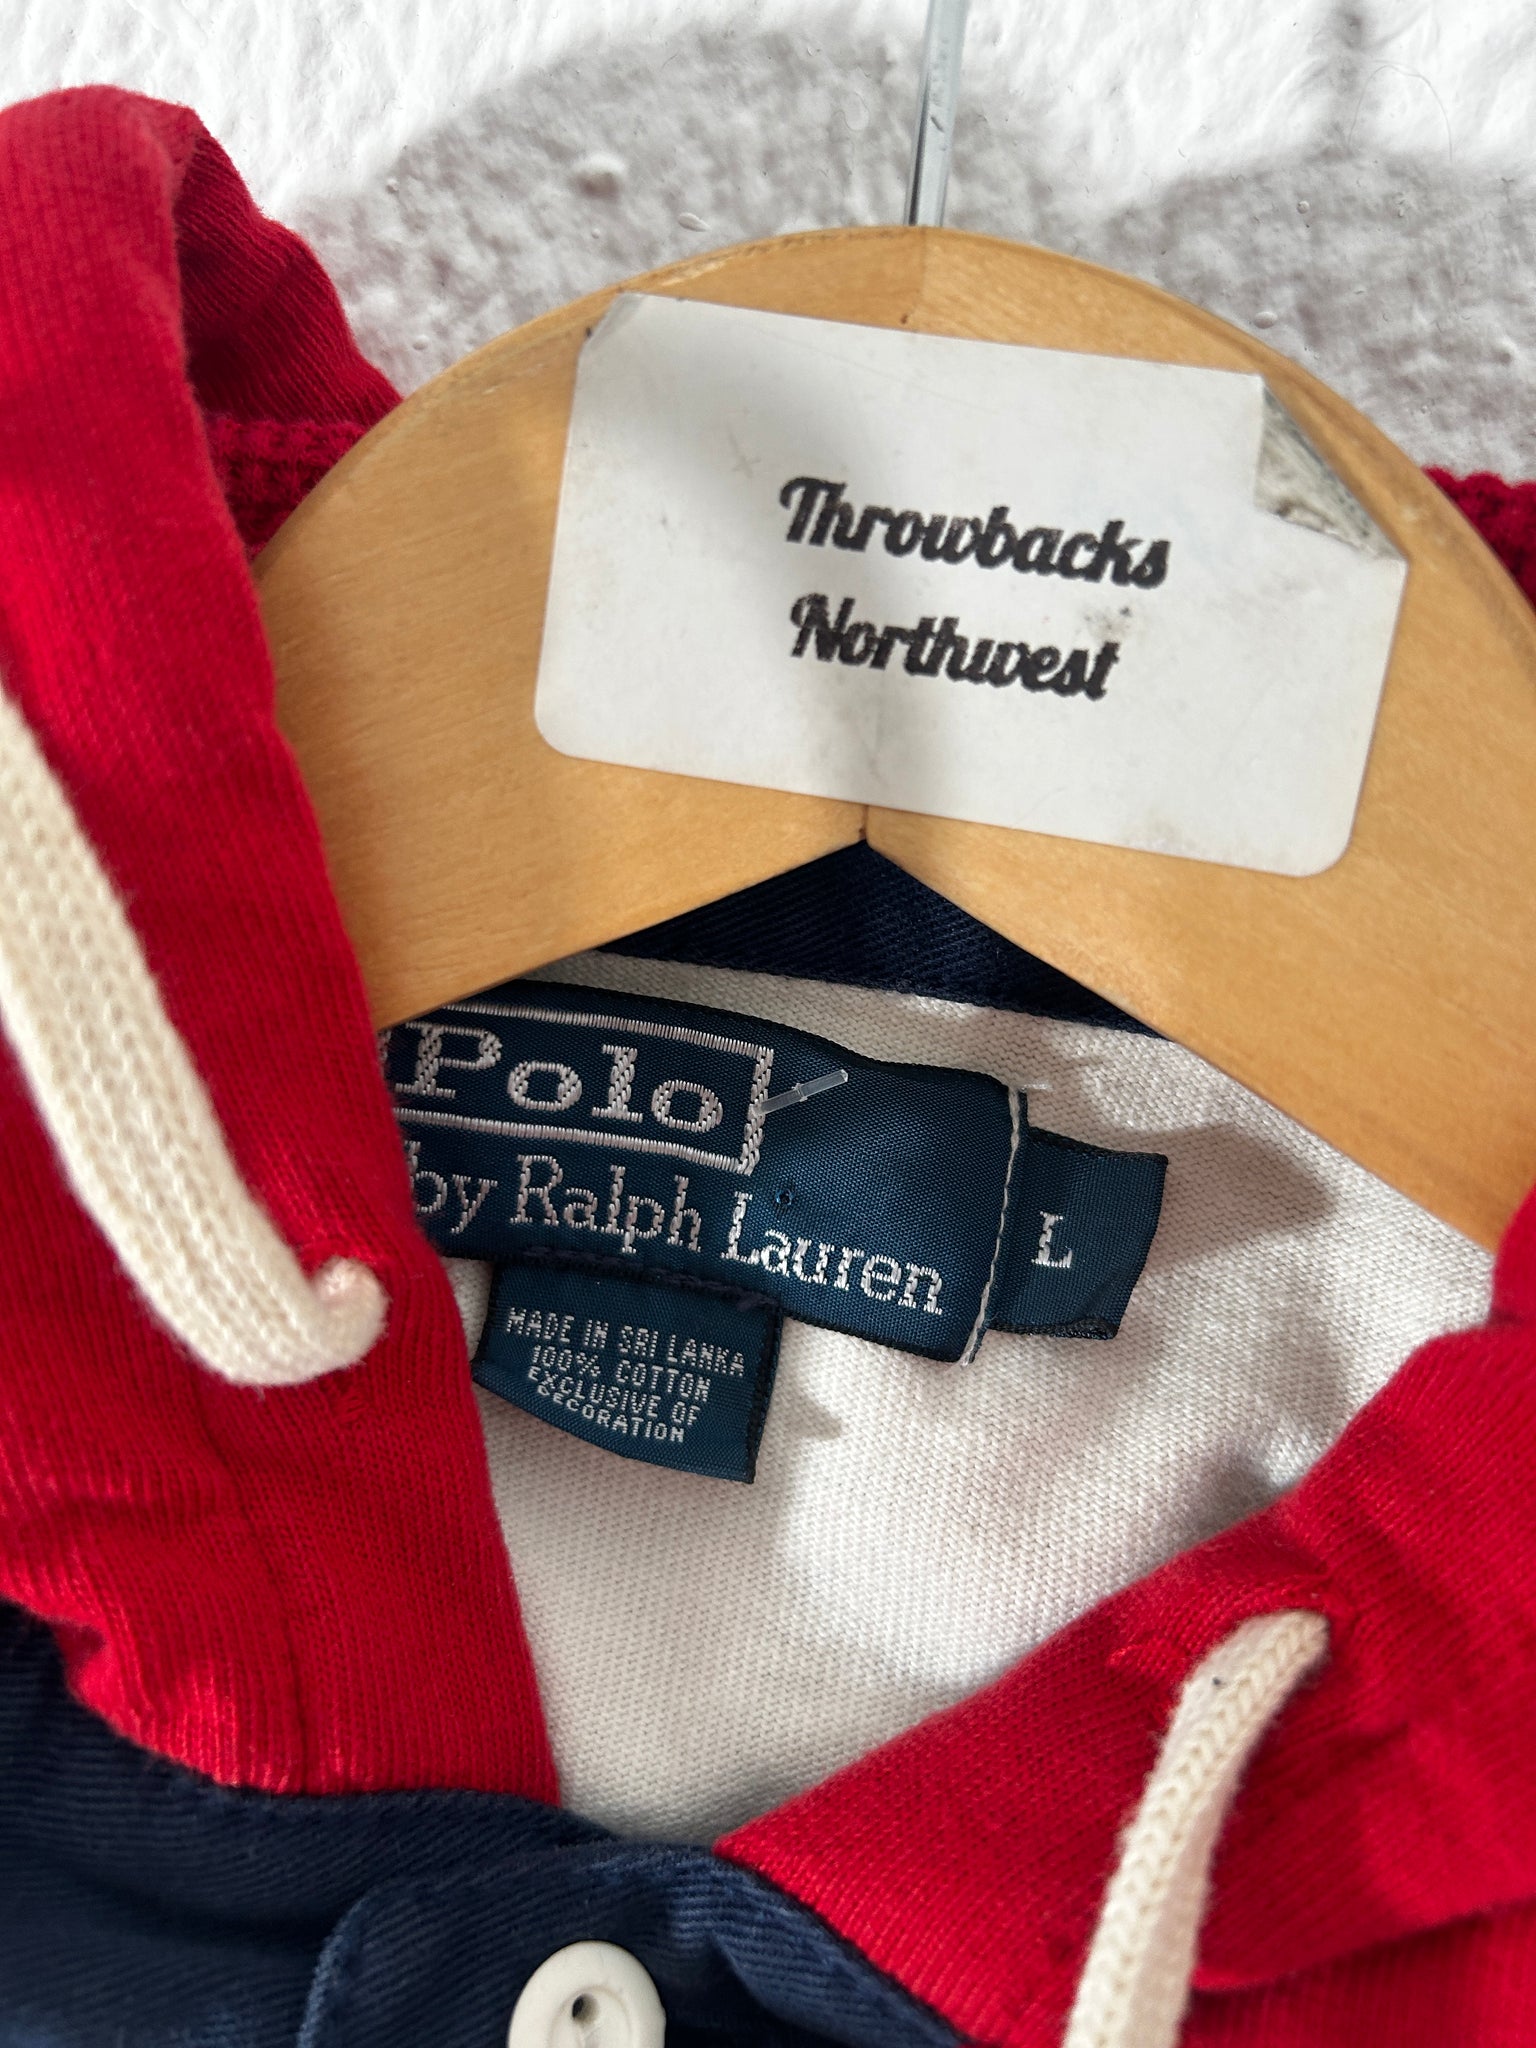 Throwbacks
Northwest
Polo
by Ralph Lauren
L
MADE IN SRI LANKA
100% COTTON
EXCLUSIVE OF
DECORATION